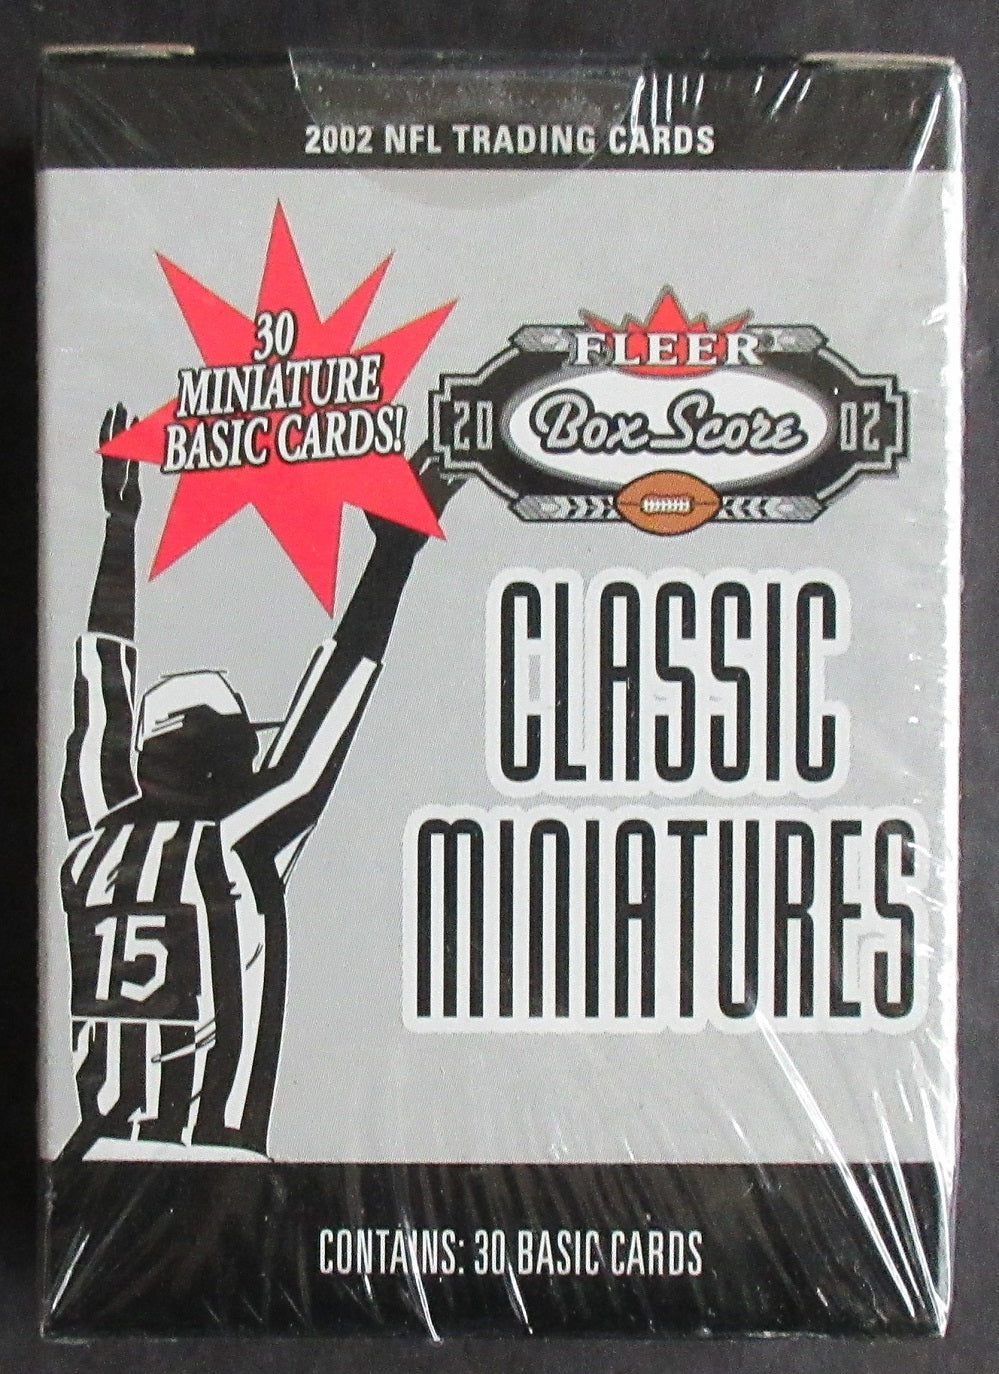 2002 NFL TRADING CARDS
30
MINIATURE
BASIC CARDS!
FLEER
20 Box Score 02
CLASSIC
MINIATURES
15
CONTAINS: 30 BASIC CARDS